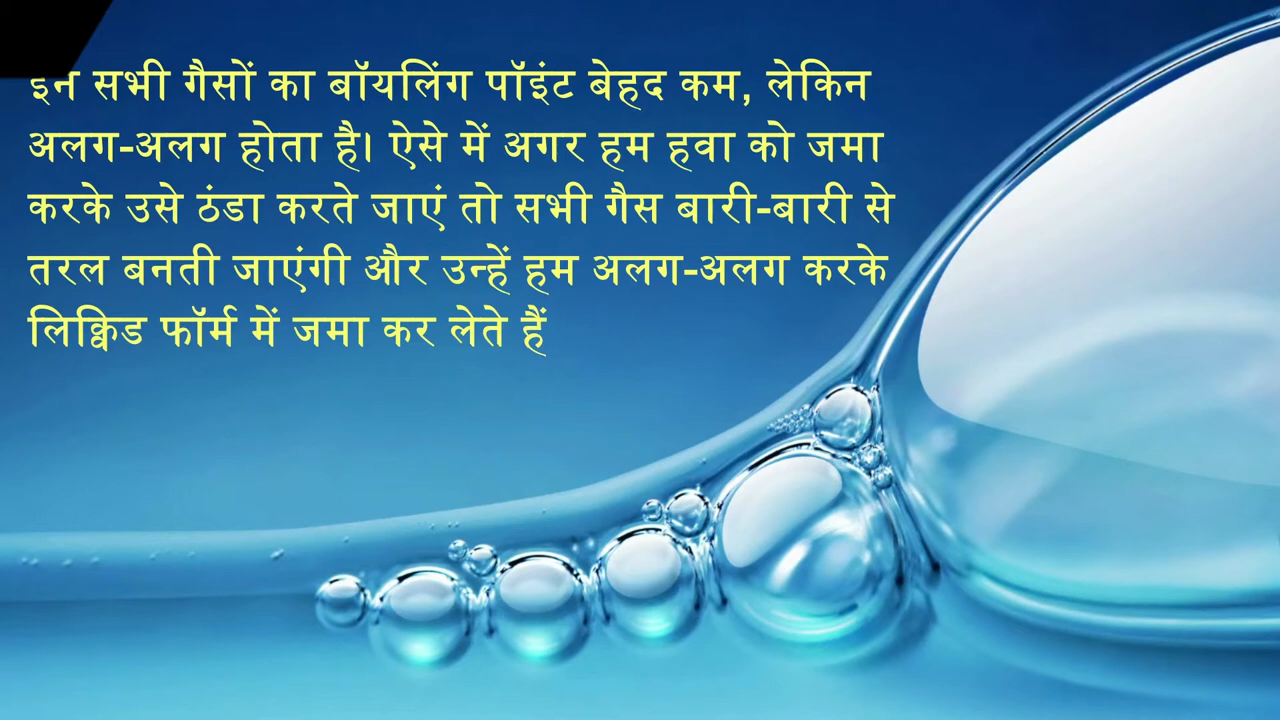 इन सभी गैसों का बॉयलिंग पॉइंट बेहद कम, लेकिन
अलग-अलग होता है। ऐसे में अगर हम हवा को जमा
करके उसे ठंडा करते जाएं तो सभी गैस बारी-बारी से
तरल बनती जाएंगी और उन्हें हम अलग-अलग करके
लिक्विड फॉर्म में जमा कर लेते हैं